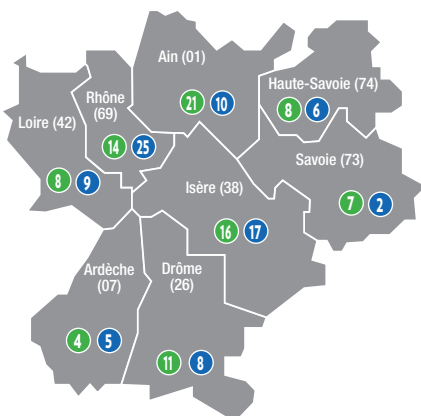 Ain (01)
21 10
Haute-Savoie (74)
8 6
Rhône
(69)
14 25
Loire (42)
8 9
Savoie (73)
7 2
Isère (38)
16 17
Ardèche
(07)
4 5
Drôme
(26)
11 8